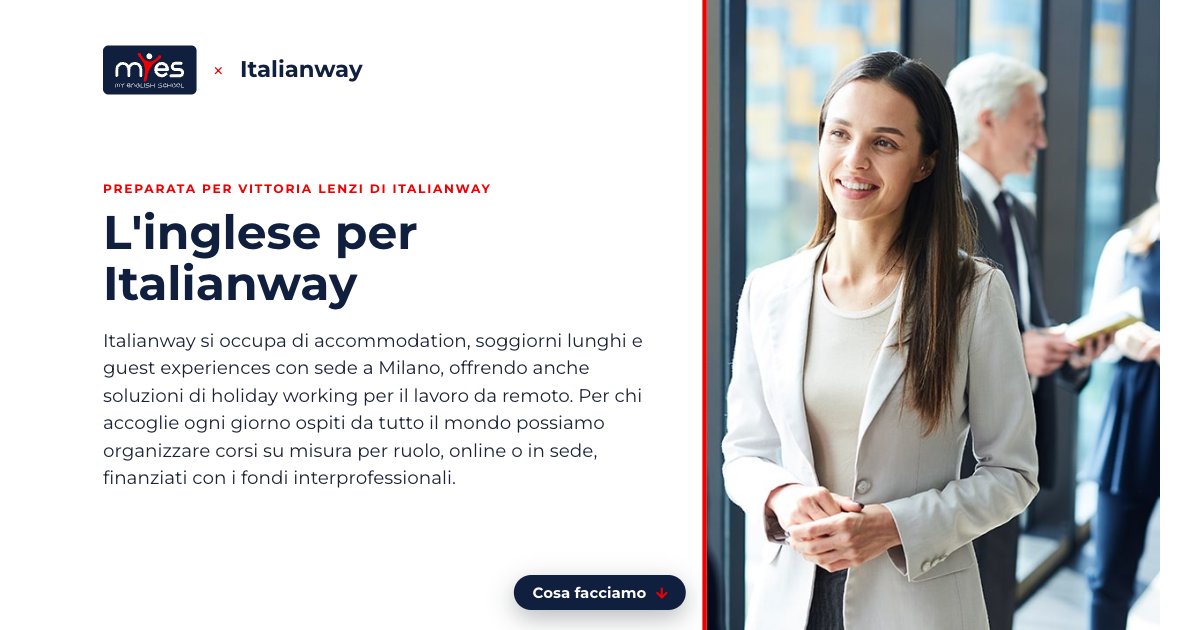 myes
MY ENGLISH SCHOOL
× Italianway
PREPARATA PER VITTORIA LENZI DI ITALIANWAY
L'inglese per
Italianway
Italianway si occupa di accommodation, soggiorni lunghi e
guest experiences con sede a Milano, offrendo anche
soluzioni di holiday working per il lavoro da remoto. Per chi
accoglie ogni giorno ospiti da tutto il mondo possiamo
organizzare corsi su misura per ruolo, online o in sede,
finanziati con i fondi interprofessionali.
Cosa facciamo ↓